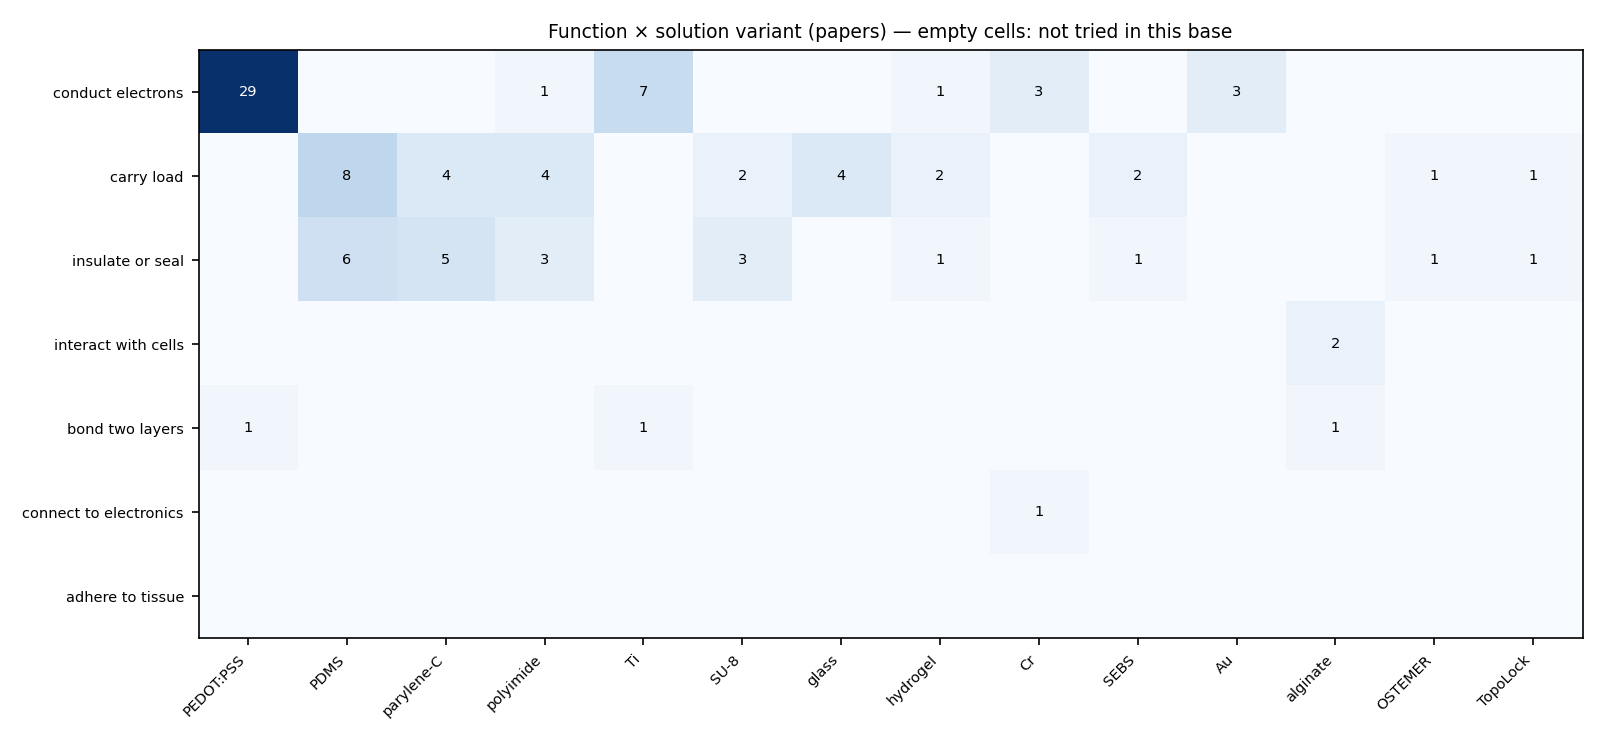 Function × solution variant (papers) — empty cells: not tried in this base
conduct electrons 29 1 7 1 3 3
carry load 8 4 4 2 4 2 2 1 1
insulate or seal 6 5 3 3 1 1 1 1
interact with cells 2
bond two layers 1 1 1
connect to electronics 1
adhere to tissue
PEDOT:PSS PDMS parylene-C polyimide Ti SU-8 glass hydrogel Cr SEBS Au alginate OSTEMER TopoLock